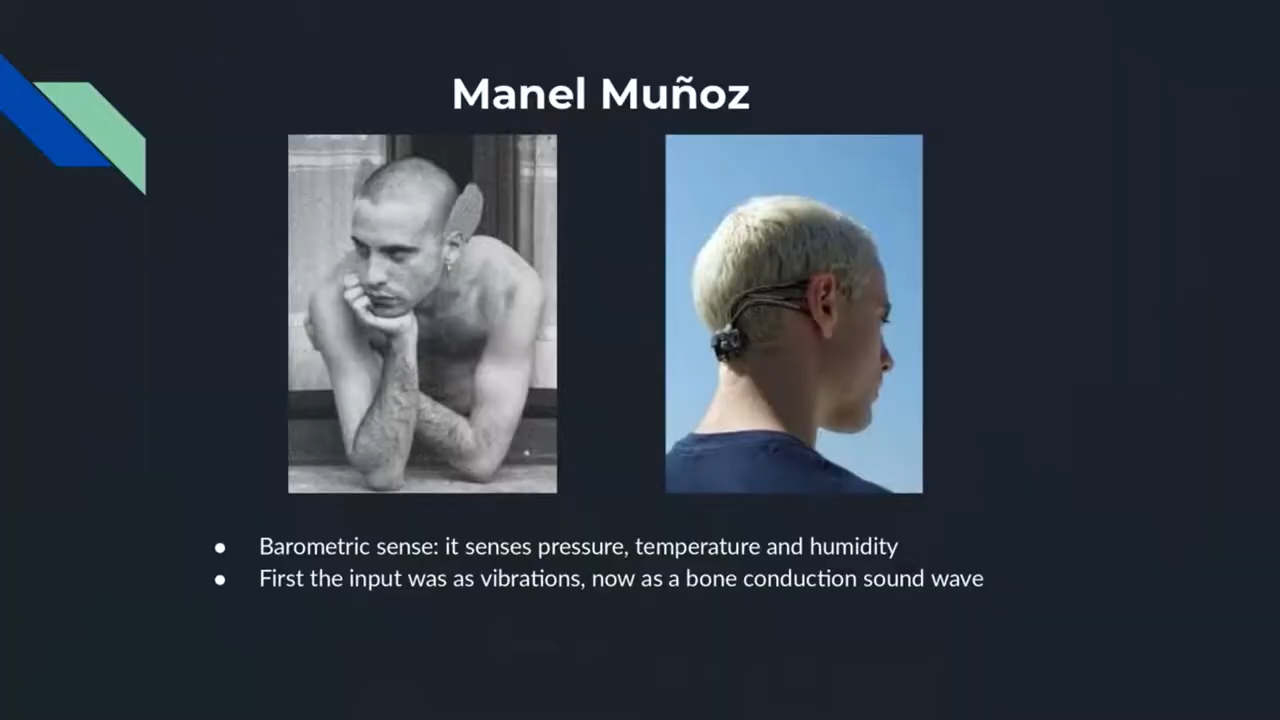 Manel Muñoz
● Barometric sense: it senses pressure, temperature and humidity
● First the input was as vibrations, now as a bone conduction sound wave